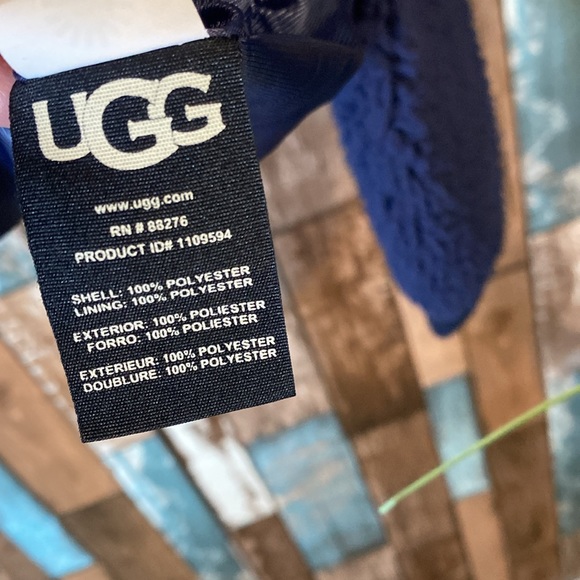 UGG
www.ugg.com
RN # 88276
PRODUCT ID# 1109594
SHELL: 100% POLYESTER
LINING: 100% POLYESTER
EXTERIOR: 100% POLIESTER
FORRO: 100% POLIESTER
EXTERIEUR: 100% POLYESTER
DOUBLURE: 100% POLYESTER